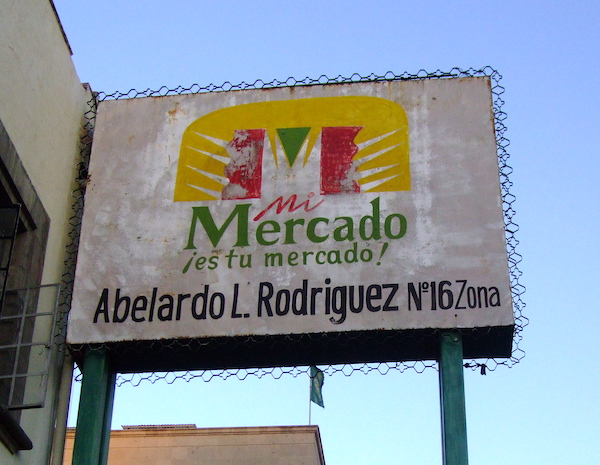 Mi
Mercado
¡es tu mercado!
Abelardo L. Rodriguez Nº16 Zona